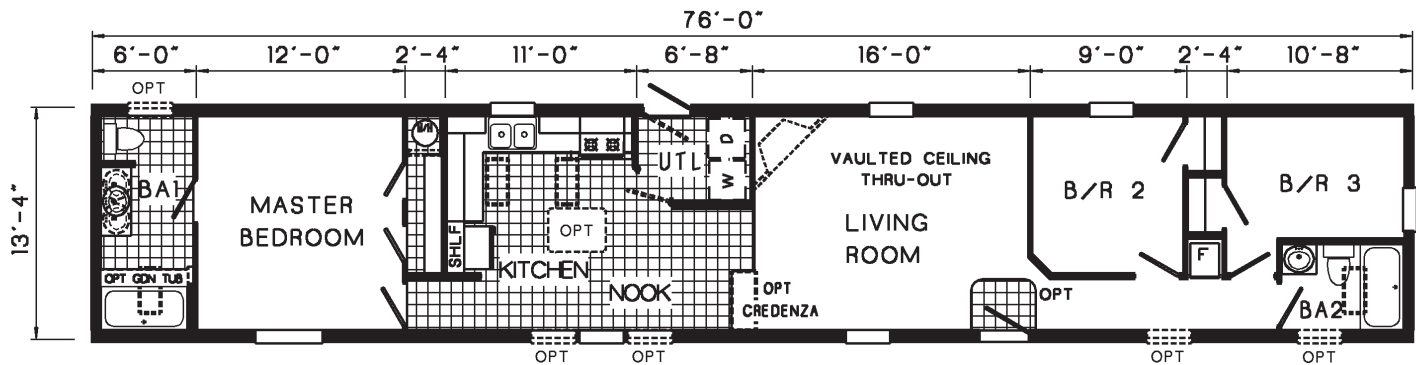 76'-0"
6'-0"
12'-0"
2'-4"
11'-0"
6'-8"
16'-0"
9'-0"
2'-4"
10'-8"
OPT
13'-4"
W/H
D
UTL
W
VAULTED CEILING
THRU-OUT
BA1
MASTER
BEDROOM
B/R 2
B/R 3
LIVING
ROOM
OPT
SHLF
KITCHEN
F
OPT GDN TUB
NOOK
OPT
CREDENZA
OPT
BA2
OPT
OPT
OPT
OPT